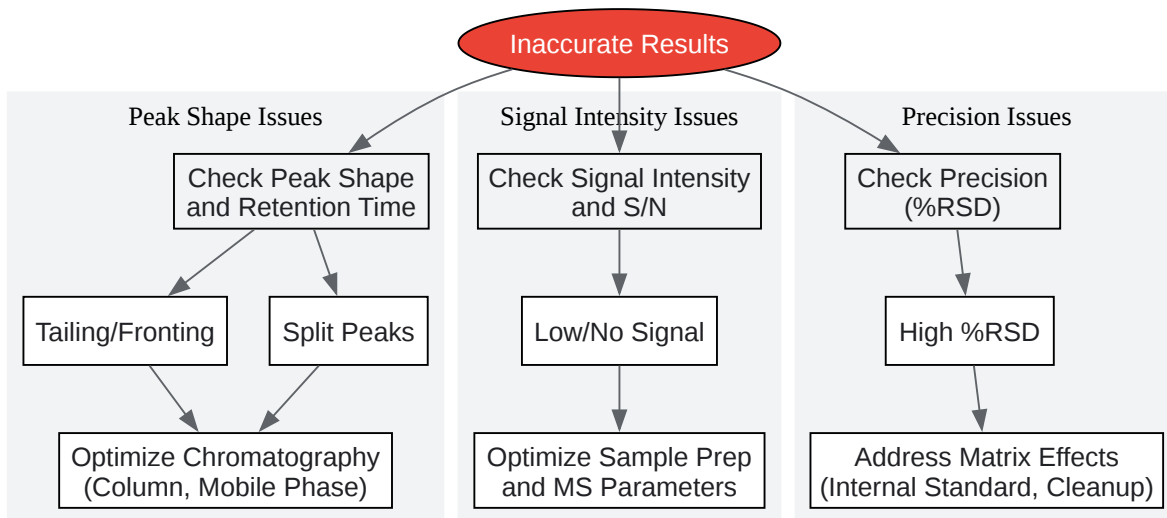 Inaccurate Results
Peak Shape Issues
Signal Intensity Issues
Precision Issues
Check Peak Shape
and Retention Time
Check Signal Intensity
and S/N
Check Precision
(%RSD)
Tailing/Fronting
Split Peaks
Low/No Signal
High %RSD
Optimize Chromatography
(Column, Mobile Phase)
Optimize Sample Prep
and MS Parameters
Address Matrix Effects
(Internal Standard, Cleanup)